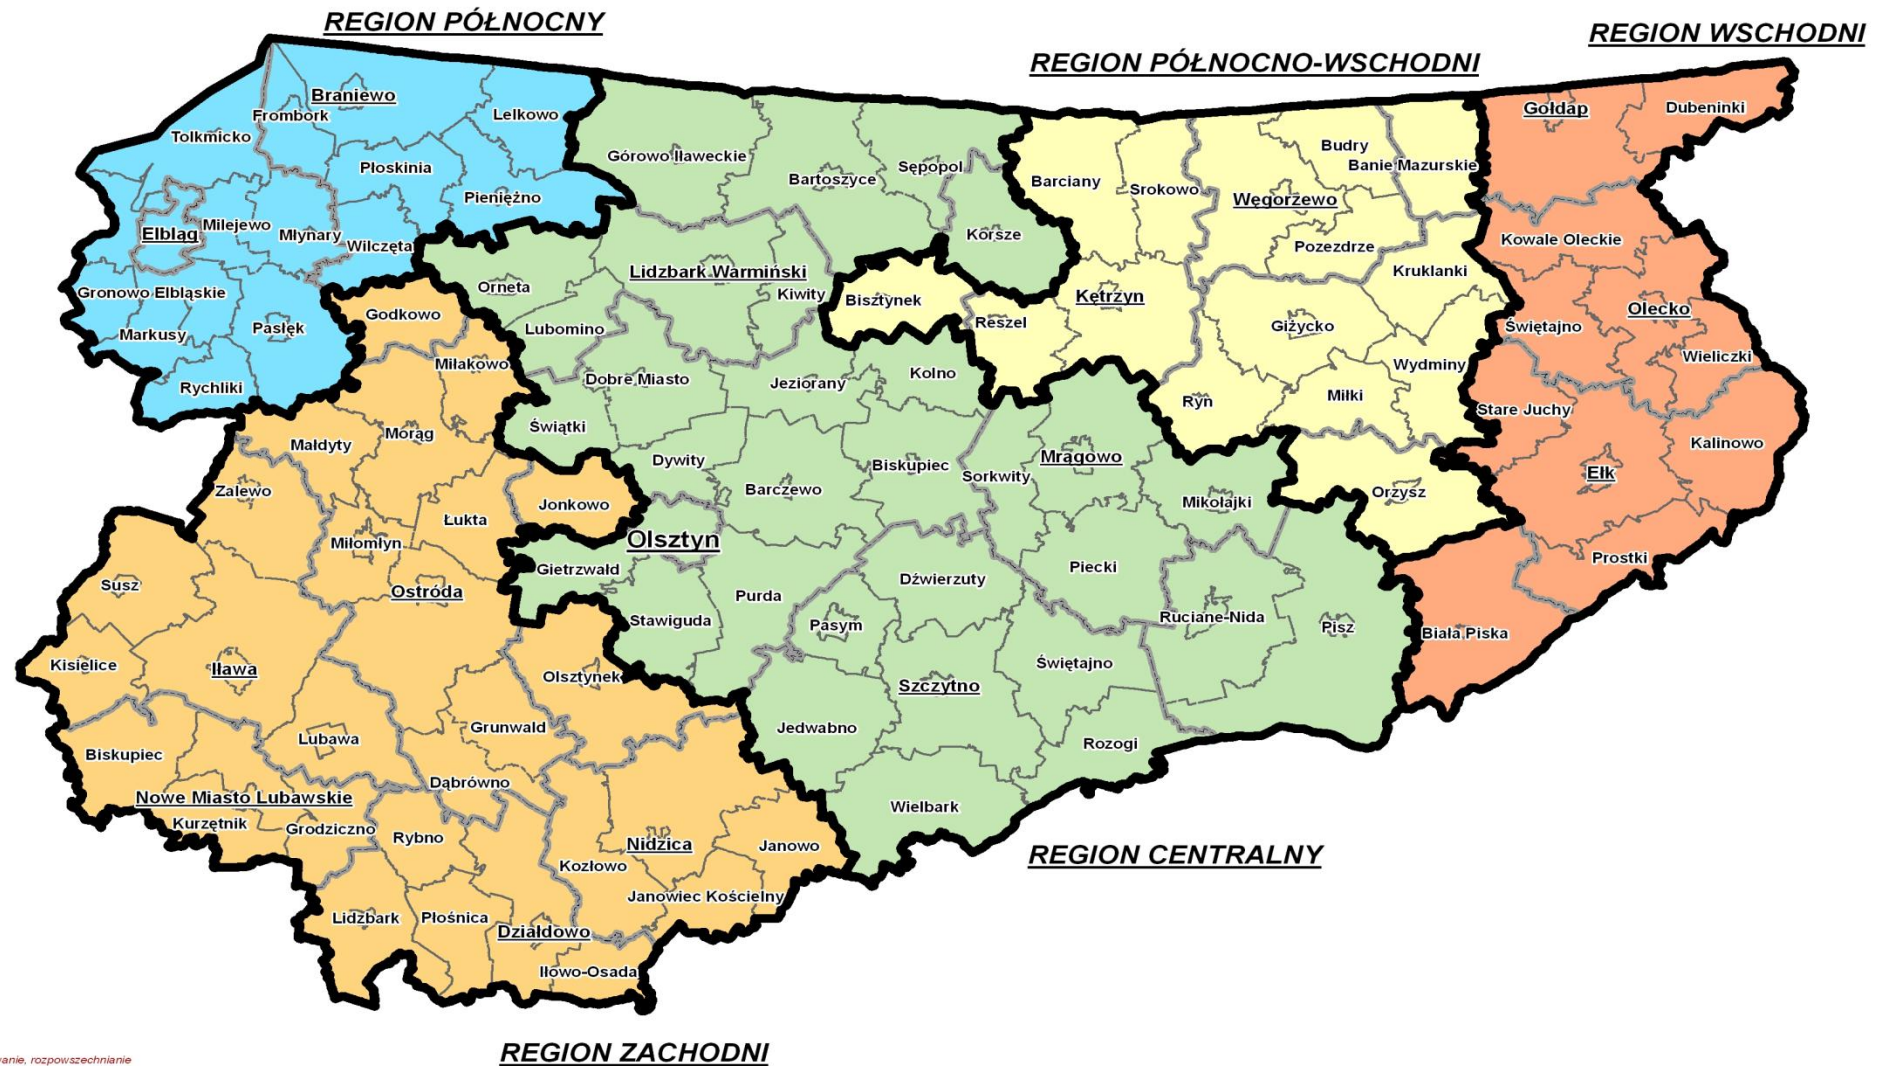 REGION PÓŁNOCNY
REGION WSCHODNI
REGION PÓŁNOCNO-WSCHODNI
Braniewo
Frombork
Lelkowo
Tolkmicko
Płoskinia
Pieniężno
Elbląg
Milejewo
Młynary
Wilczęta
Gronowo Elbląskie
Markusy
Pasłęk
Rychliki
Górowo Iławeckie
Bartoszyce
Sępopol
Korsze
Lidzbark Warmiński
Orneta
Kiwity
Lubomino
Dobre Miasto
Jeziorany
Kolno
Świątki
Dywity
Barczewo
Biskupiec
Sorkwity
Mrągowo
Mikołajki
Olsztyn
Gietrzwałd
Stawiguda
Purda
Dźwierzuty
Pasym
Piecki
Ruciane-Nida
Pisz
Świętajno
Szczytno
Jedwabno
Rozogi
Wielbark
Barciany
Srokowo
Węgorzewo
Budry
Banie Mazurskie
Pozezdrze
Kruklanki
Bisztynek
Reszel
Kętrzyn
Giżycko
Wydminy
Ryn
Miłki
Orzysz
Gołdap
Dubeninki
Kowale Oleckie
Olecko
Świętajno
Wieliczki
Stare Juchy
Kalinowo
Ełk
Prostki
Biała Piska
Godkowo
Miłakowo
Małdyty
Morąg
Zalewo
Łukta
Jonkowo
Miłomłyn
Susz
Ostróda
Kisielice
Iława
Olsztynek
Grunwald
Lubawa
Biskupiec
Dąbrówno
Nowe Miasto Lubawskie
Kurzętnik
Grodziczno
Rybno
Nidzica
Janowo
Kozłowo
Janowiec Kościelny
Lidzbark
Płośnica
Działdowo
Iłowo-Osada
REGION CENTRALNY
REGION ZACHODNI
anie, rozpowszechnianie